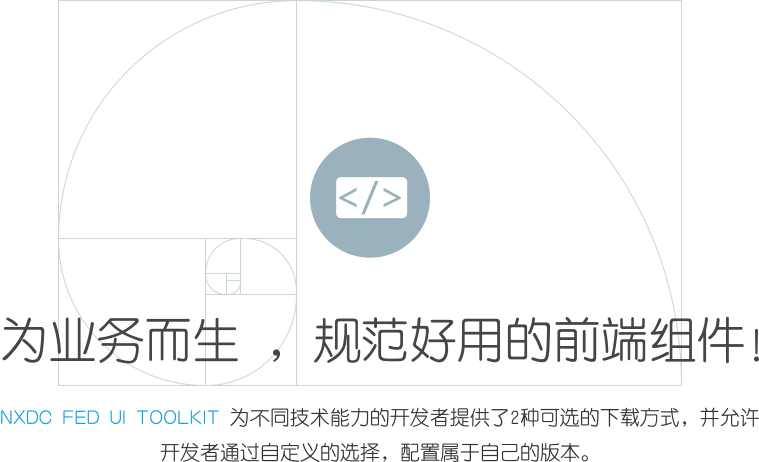 </>
为业务而生 ，规范好用的前端组件!
NXDC FED UI TOOLKIT 为不同技术能力的开发者提供了2种可选的下载方式，并允许
开发者通过自定义的选择，配置属于自己的版本。